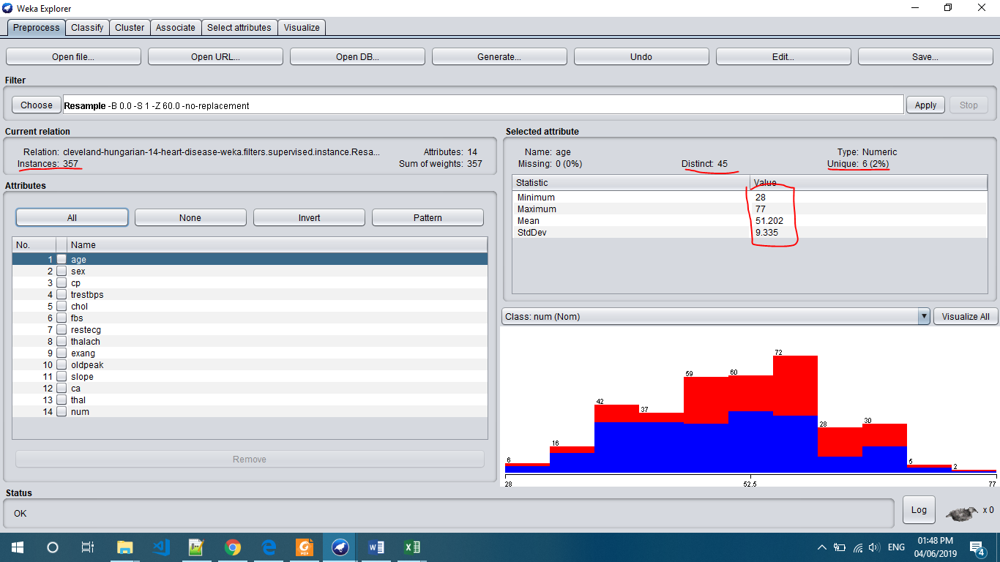 Weka Explorer
Preprocess Classify Cluster Associate Select attributes Visualize
Open file... Open URL... Open DB... Generate... Undo Edit... Save...
Filter
Choose Resample -B 0.0 -S 1 -Z 60.0 -no-replacement Apply Stop
Current relation
Relation: cleveland-hungarian-14-heart-disease-weka.filters.supervised.instance.Resa... Attributes: 14
Instances: 357 Sum of weights: 357
Attributes
All None Invert Pattern
No. Name
1 age
2 sex
3 cp
4 trestbps
5 chol
6 fbs
7 restecg
8 thalach
9 exang
10 oldpeak
11 slope
12 ca
13 thal
14 num
Remove
Selected attribute
Name: age Type: Numeric
Missing: 0 (0%) Distinct: 45 Unique: 6 (2%)
Statistic Value
Minimum 28
Maximum 77
Mean 51.202
StdDev 9.335
Class: num (Nom) Visualize All
6 16 42 37 59 60 72 28 30 5 2
28 52.5 77
Status
OK Log x 0
PDF
ENG 01:48 PM
04/06/2019 4